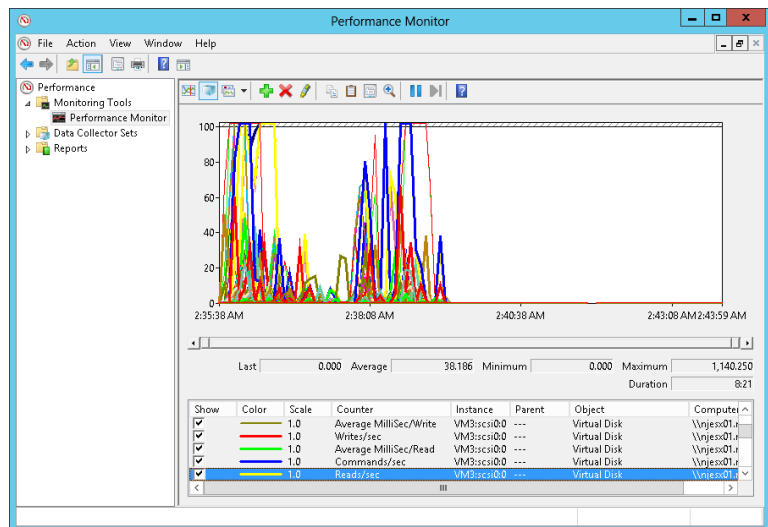 Performance Monitor
File Action View Window Help
Performance
Monitoring Tools
Performance Monitor
Data Collector Sets
Reports
100
80
60
40
20
0
2:35:38 AM 2:38:08 AM 2:40:38 AM 2:43:08 AM 2:43:59 AM
Last 0.000 Average 38.186 Minimum 0.000 Maximum 1,140.250
Duration 8:21
Show Color Scale Counter Instance Parent Object Computer
1.0 Average MilliSec/Write VM3:scsi0:0 --- Virtual Disk \\njesx01.r
1.0 Writes/sec VM3:scsi0:0 --- Virtual Disk \\njesx01.r
1.0 Average MilliSec/Read VM3:scsi0:0 --- Virtual Disk \\njesx01.r
1.0 Commands/sec VM3:scsi0:0 --- Virtual Disk \\njesx01.r
1.0 Reads/sec VM3:scsi0:0 --- Virtual Disk \\njesx01.r